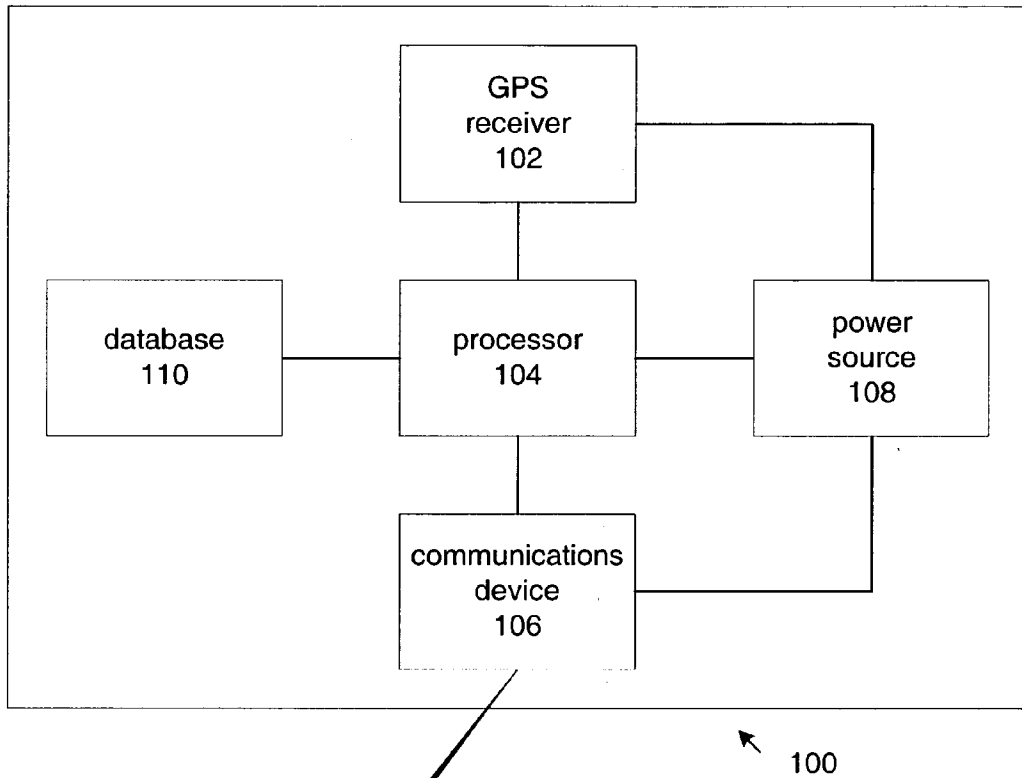 GPS
receiver
102
database
110
processor
104
power
source
108
communications
device
106
100